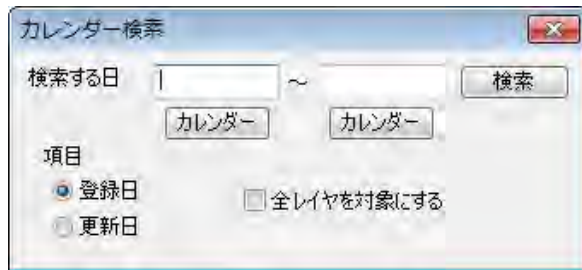 カレンダー検索
検索する日 ～ 検索
カレンダー カレンダー
項目
登録日 全レイヤを対象にする
更新日